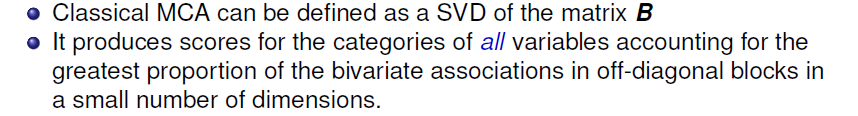 Classical MCA can be defined as a SVD of the matrix B
It produces scores for the categories of all variables accounting for the
greatest proportion of the bivariate associations in off-diagonal blocks in
a small number of dimensions.